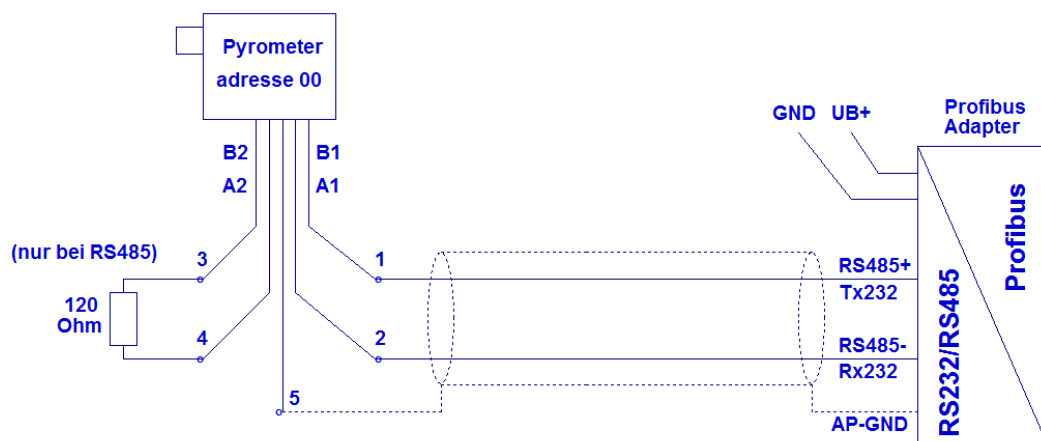 Pyrometer
adresse 00
GND UB+
Profibus
Adapter
B2 B1
A2 A1
(nur bei RS485)
3
1
RS485+
Tx232
120
Ohm
4
2
RS485-
Rx232
5
AP-GND
RS232/RS485
Profibus